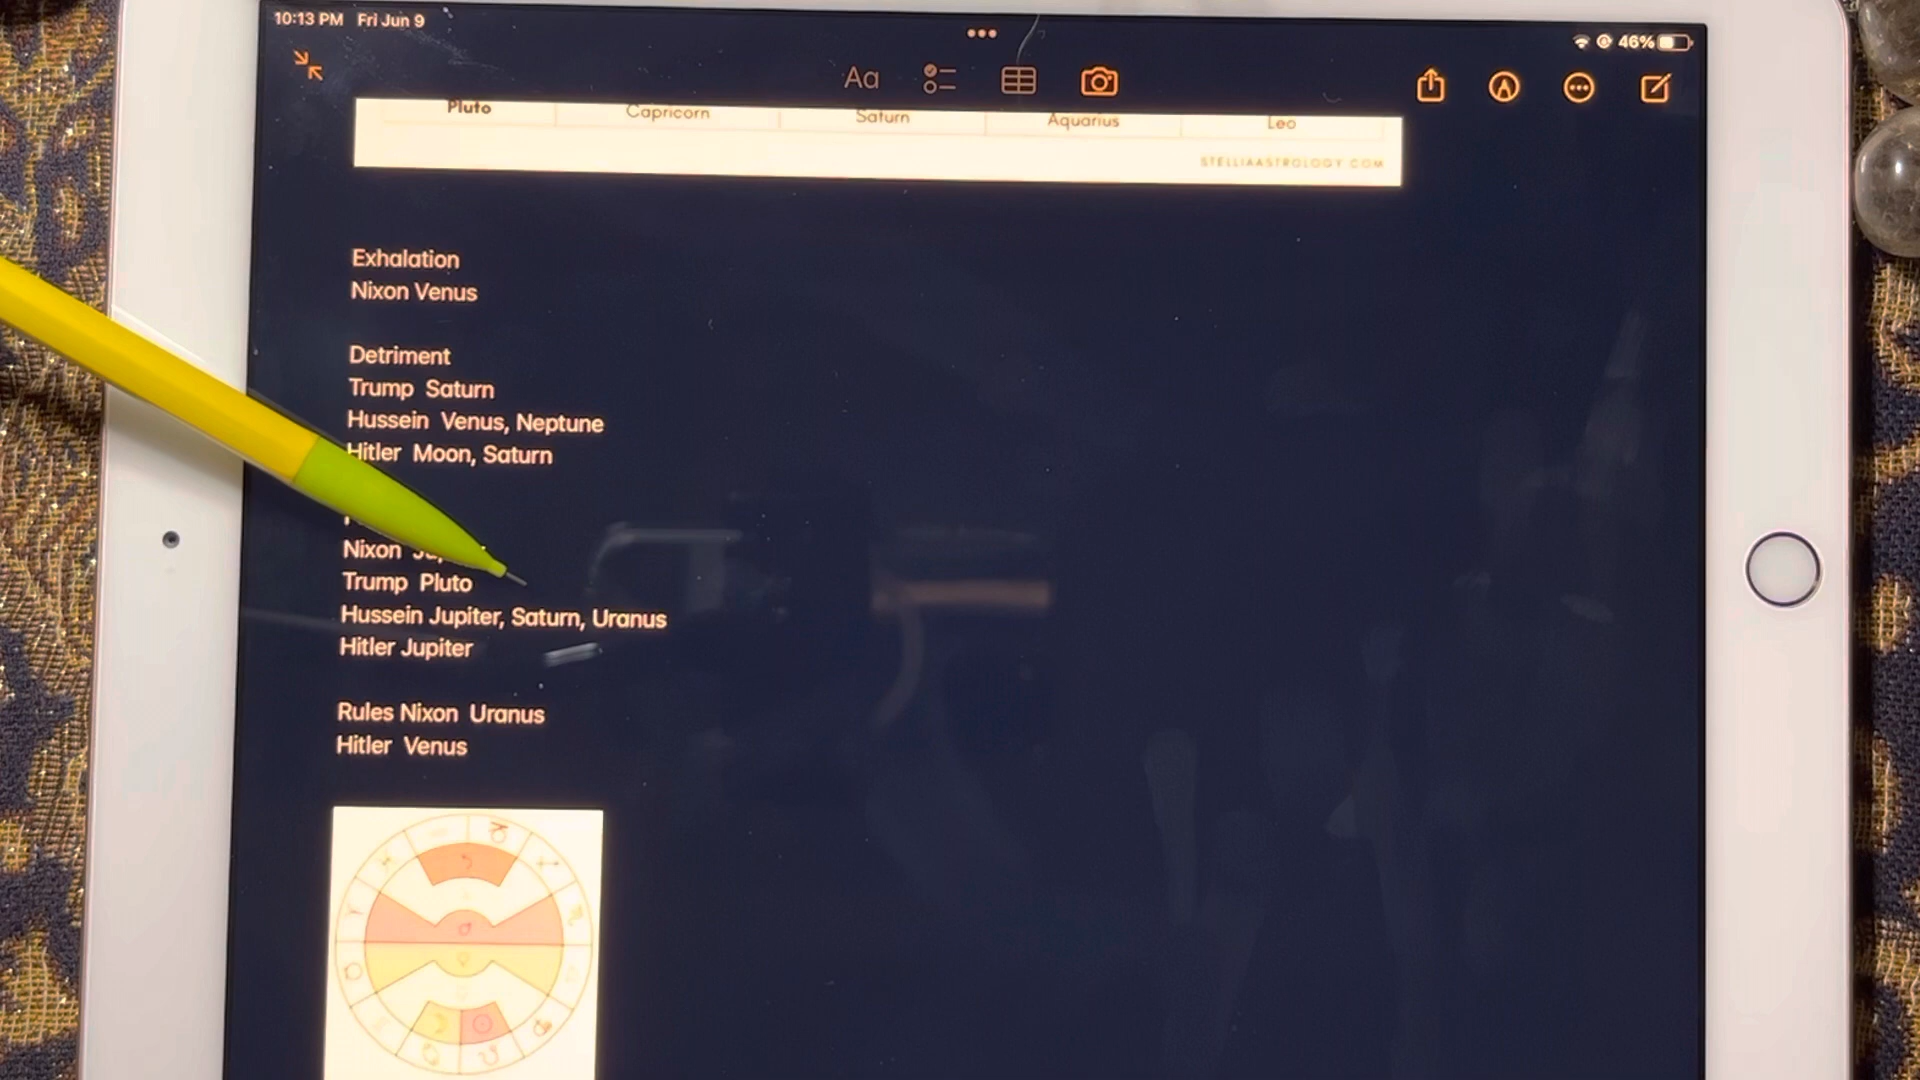 10:13 PM Fri Jun 9
46%
Aa
Pluto Capricorn Saturn Aquarius Leo
STELLIAASTROLOGY.COM
Exhalation
Nixon Venus
Detriment
Trump Saturn
Hussein Venus, Neptune
Hitler Moon, Saturn
Nixon
Trump Pluto
Hussein Jupiter, Saturn, Uranus
Hitler Jupiter
Rules Nixon Uranus
Hitler Venus